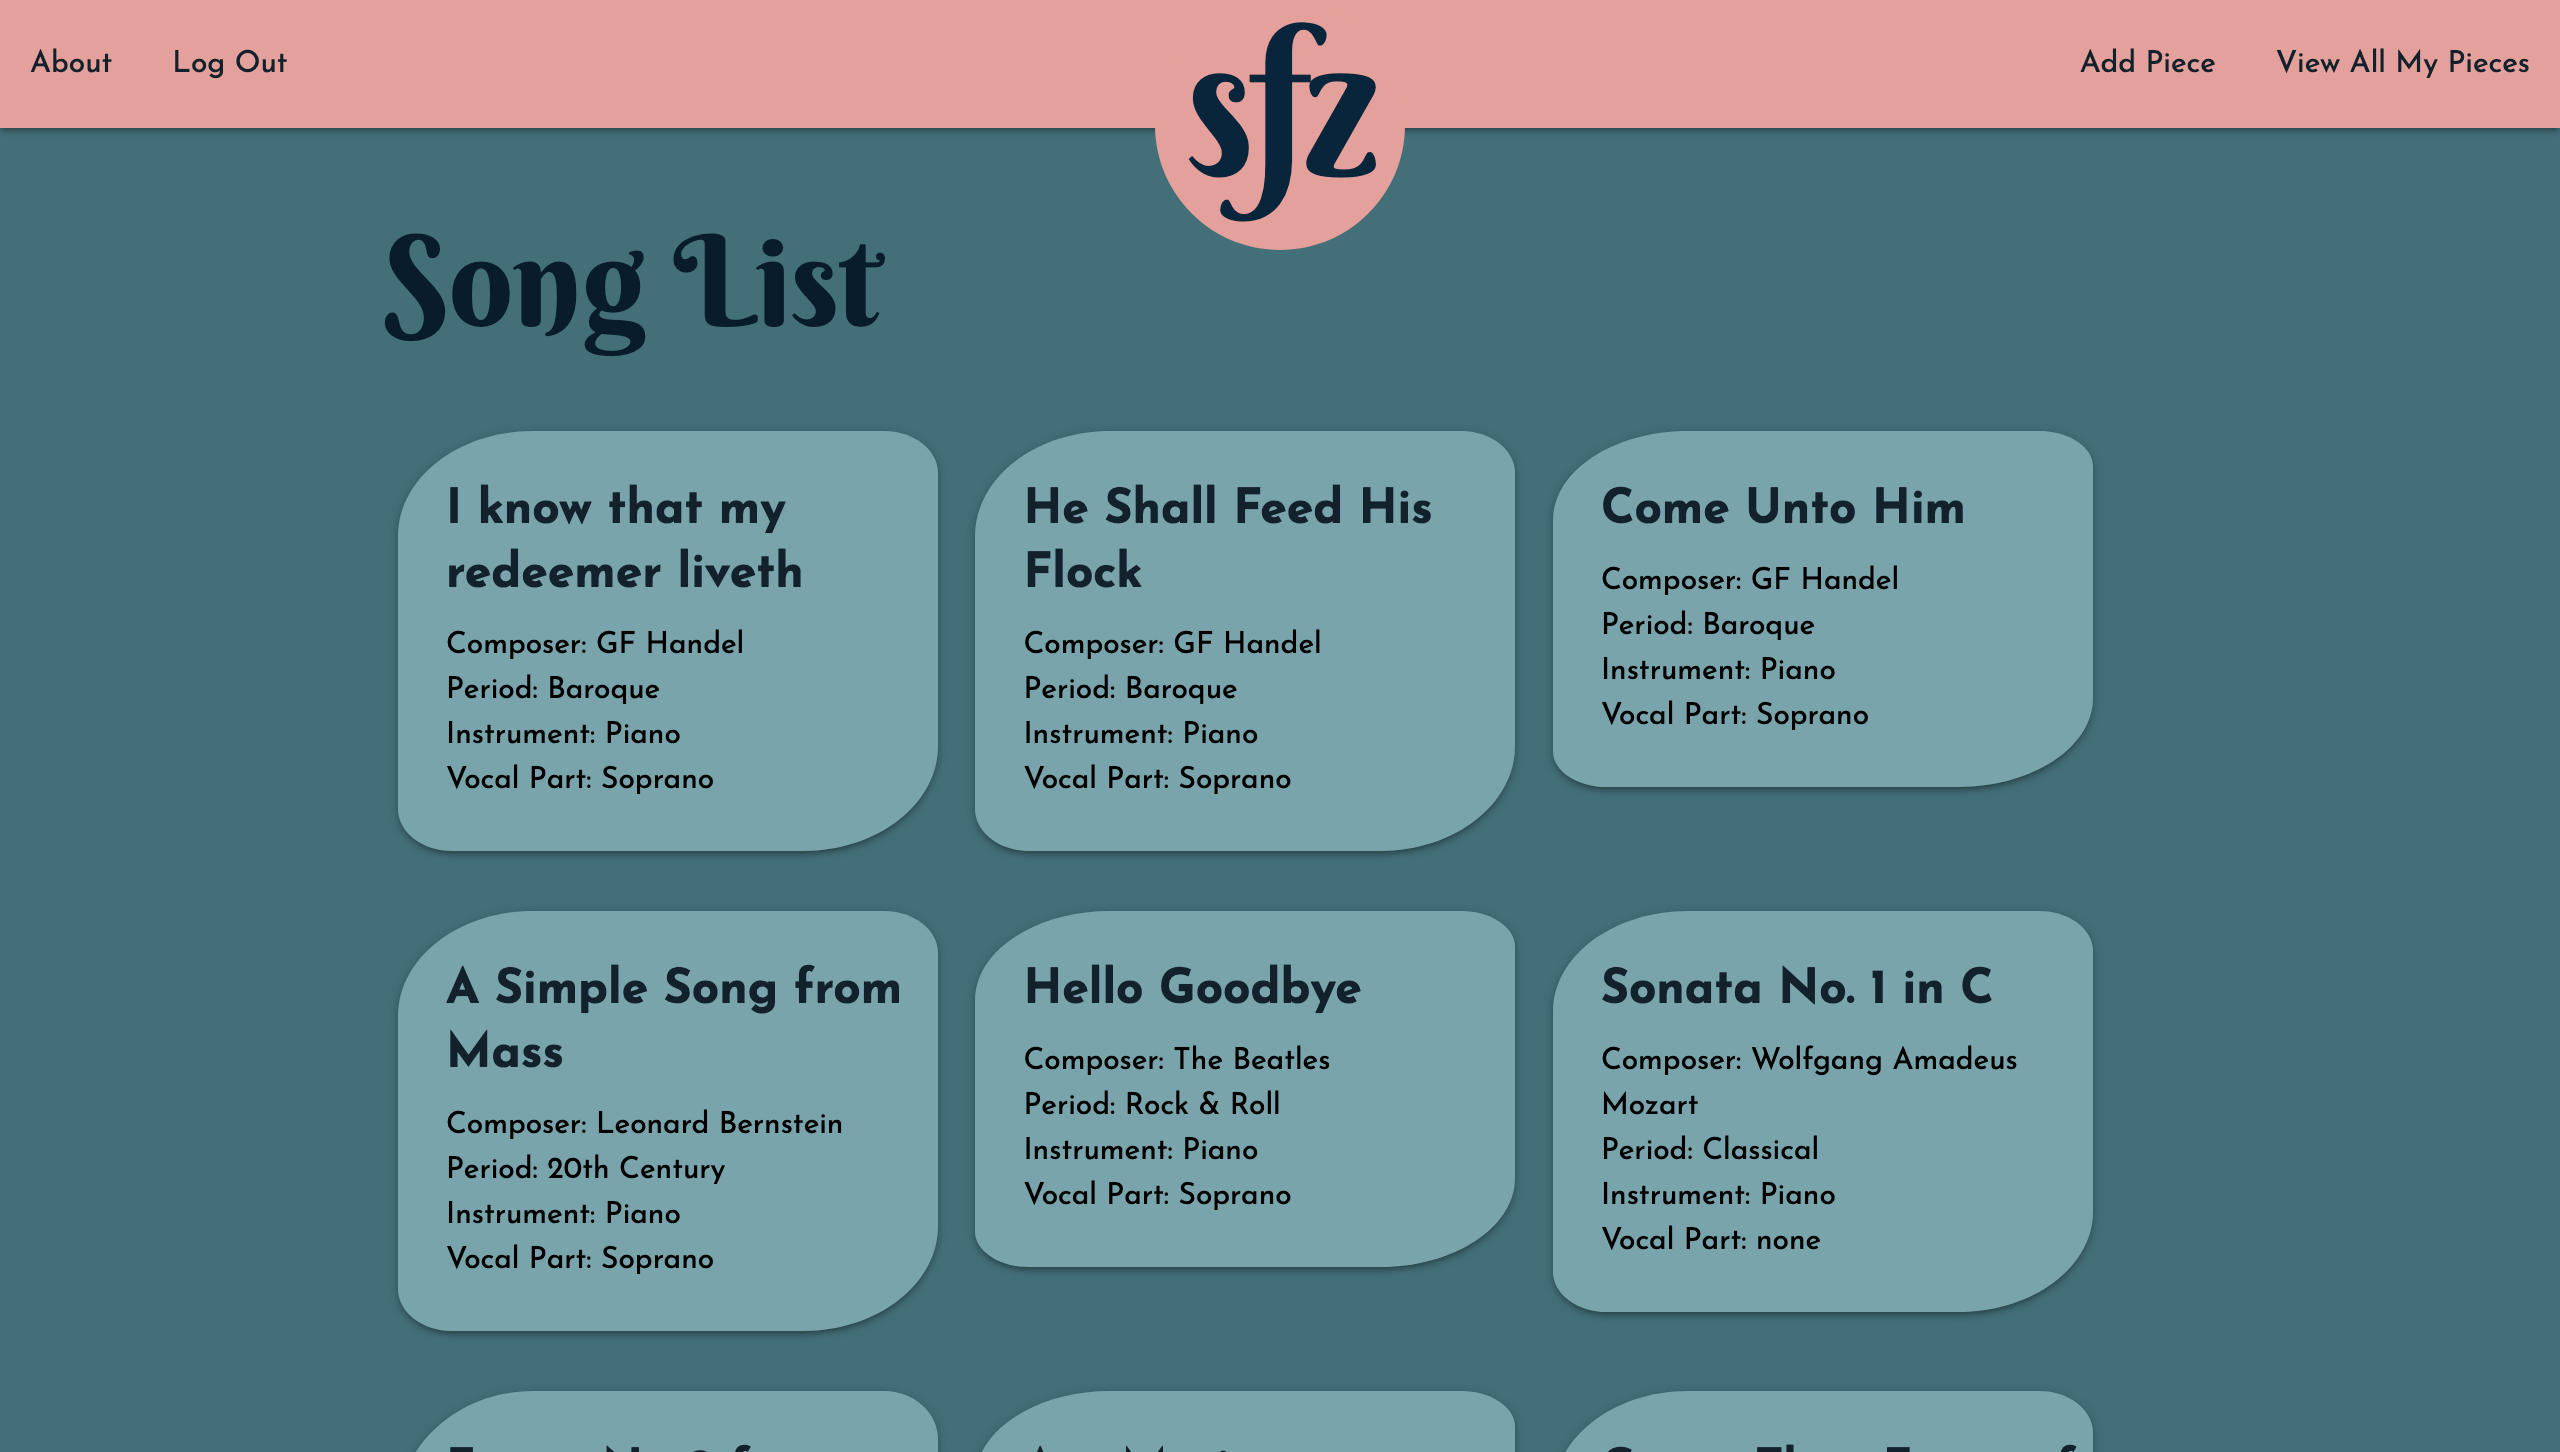 About
Log Out
sfz
Add Piece
View All My Pieces
Song List
I know that my
redeemer liveth
Composer: GF Handel
Period: Baroque
Instrument: Piano
Vocal Part: Soprano
He Shall Feed His
Flock
Composer: GF Handel
Period: Baroque
Instrument: Piano
Vocal Part: Soprano
Come Unto Him
Composer: GF Handel
Period: Baroque
Instrument: Piano
Vocal Part: Soprano
A Simple Song from
Mass
Composer: Leonard Bernstein
Period: 20th Century
Instrument: Piano
Vocal Part: Soprano
Hello Goodbye
Composer: The Beatles
Period: Rock & Roll
Instrument: Piano
Vocal Part: Soprano
Sonata No. 1 in C
Composer: Wolfgang Amadeus
Mozart
Period: Classical
Instrument: Piano
Vocal Part: none